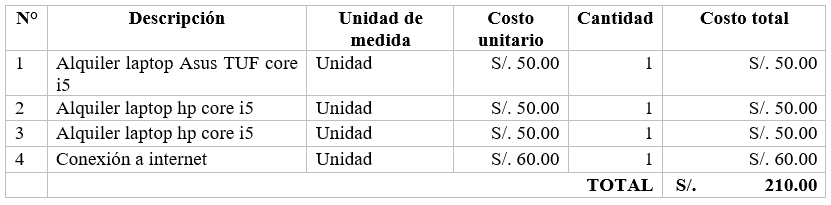 N° Descripción Unidad de medida Costo unitario Cantidad Costo total
1 Alquiler laptop Asus TUF core i5 Unidad S/. 50.00 1 S/. 50.00
2 Alquiler laptop hp core i5 Unidad S/. 50.00 1 S/. 50.00
3 Alquiler laptop hp core i5 Unidad S/. 50.00 1 S/. 50.00
4 Conexión a internet Unidad S/. 60.00 1 S/. 60.00
TOTAL S/. 210.00